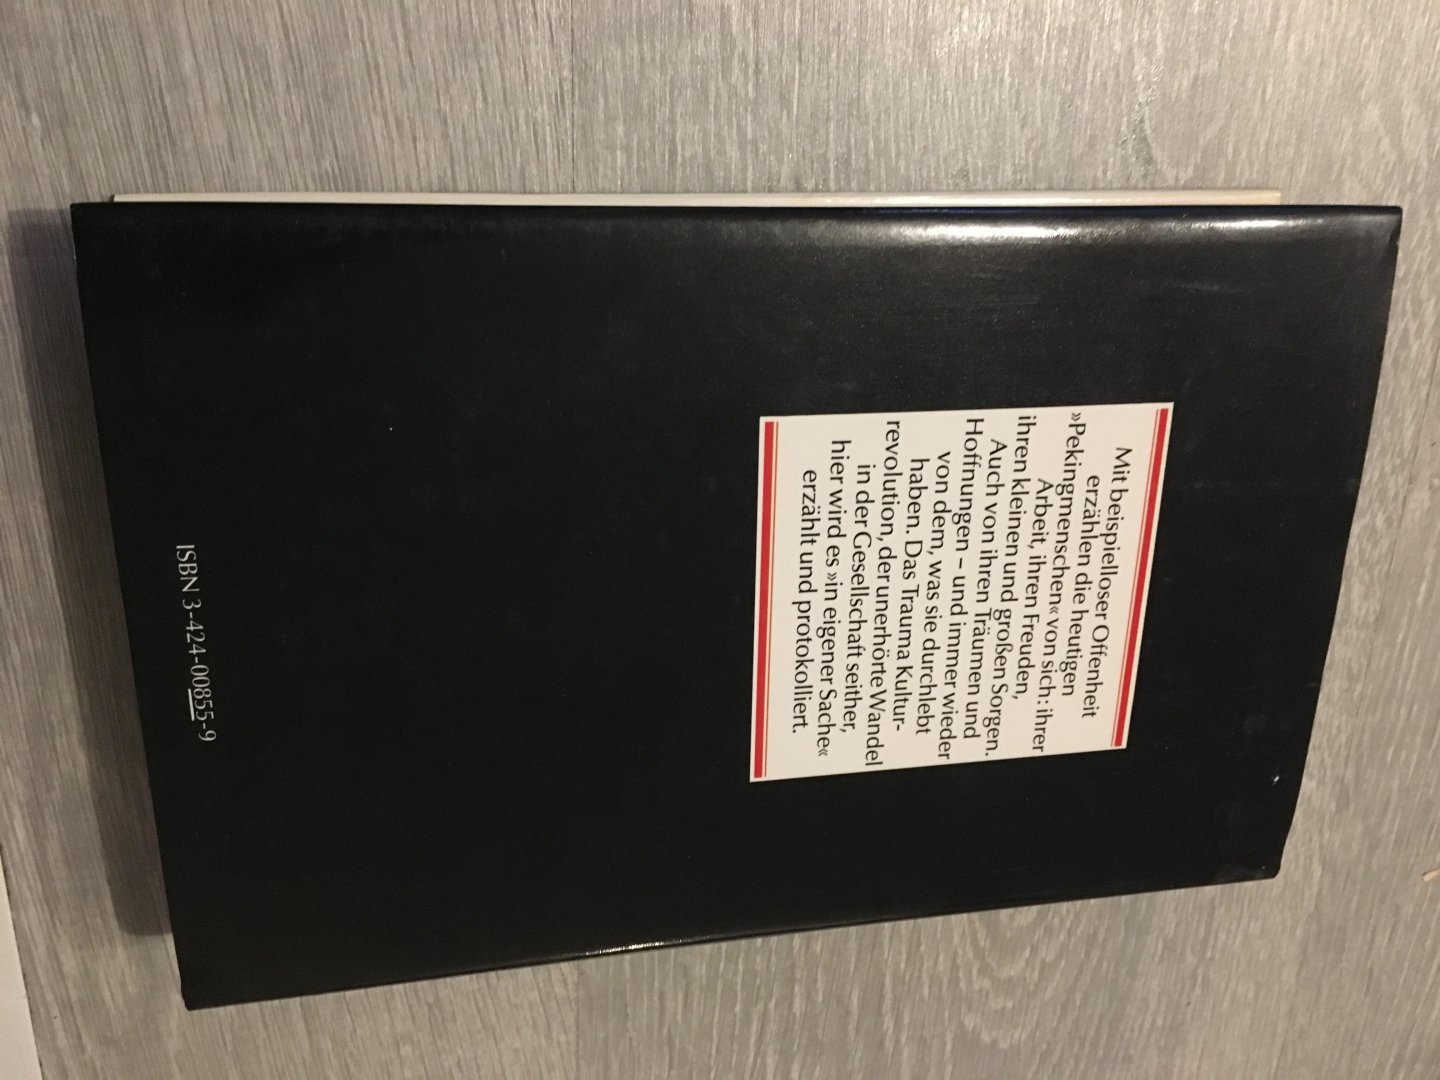 Mit beispielloser Offenheit
erzählen die heutigen
»Pekingmenschen« von sich: ihrer
Arbeit, ihren Freuden,
ihren kleinen und großen Sorgen.
Auch von ihren Träumen und
Hoffnungen – und immer wieder
von dem, was sie durchlebt
haben. Das Trauma Kultur-
revolution, der unerhörte Wandel
in der Gesellschaft seither,
hier wird es »in eigener Sache«
erzählt und protokolliert.
ISBN 3-424-00855-9